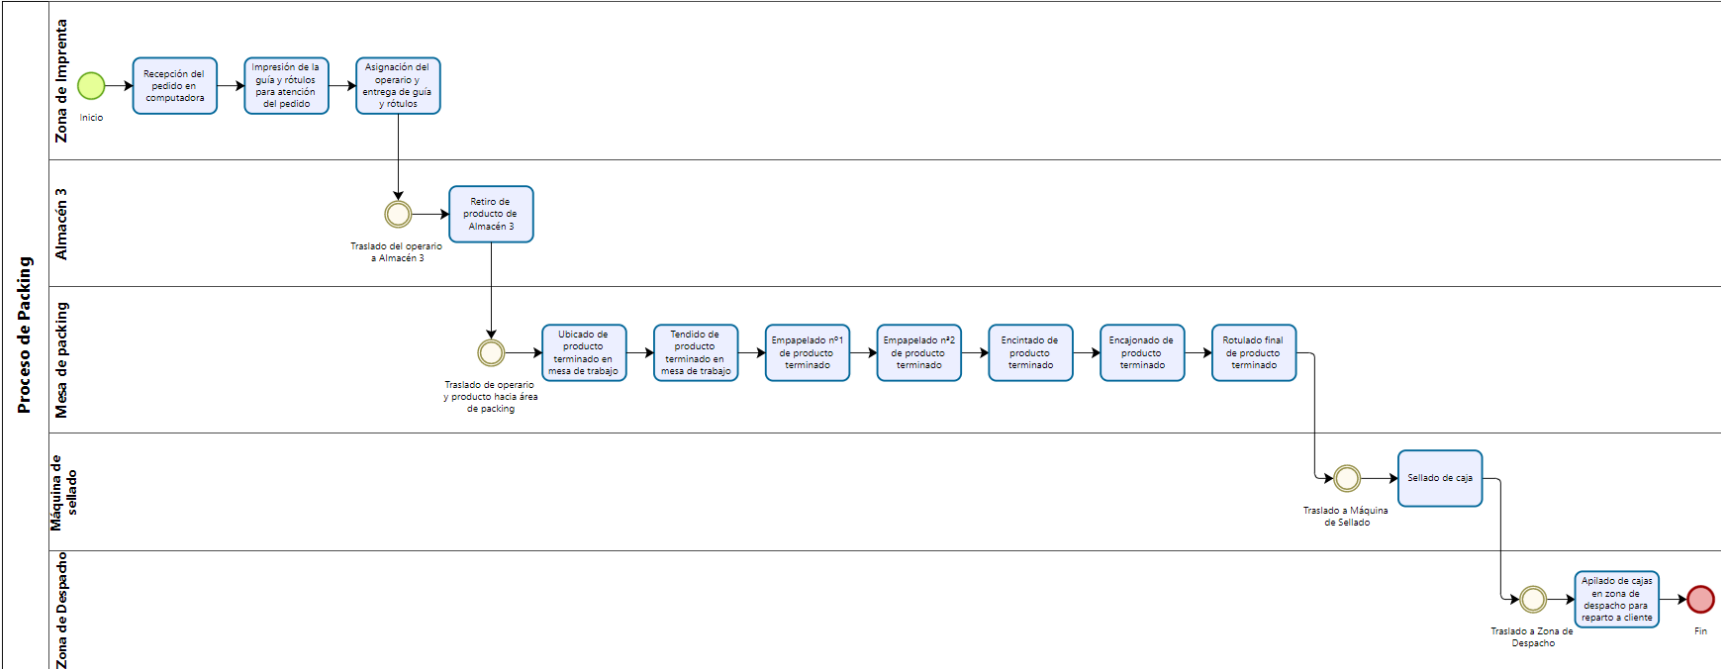 Proceso de Packing
Zona de Imprenta
Inicio
Recepción del
pedido en
computadora
Impresión de la
guía y rótulos
para atención
del pedido
Asignación del
operario y
entrega de guía
y rótulos
Almacén 3
Traslado del operario
a Almacén 3
Retiro de
producto de
Almacén 3
Mesa de packing
Traslado de operario
y producto hacia área
de packing
Ubicado de
producto
terminado en
mesa de trabajo
Tendido de
producto
terminado en
mesa de trabajo
Empapelado nº1
de producto
terminado
Empapelado nº2
de producto
terminado
Encintado de
producto
terminado
Encajonado de
producto
terminado
Rotulado final
de producto
terminado
Máquina de
sellado
Traslado a Máquina
de Sellado
Sellado de caja
Zona de Despacho
Traslado a Zona de
Despacho
Apilado de cajas
en zona de
despacho para
reparto a cliente
Fin